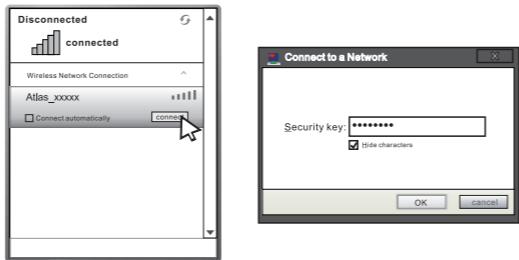 Disconnected
connected
Wireless Network Connection
Atlas_xxxxx
Connect automatically
connect
Connect to a Network
Security key:
Hide characters
OK
cancel